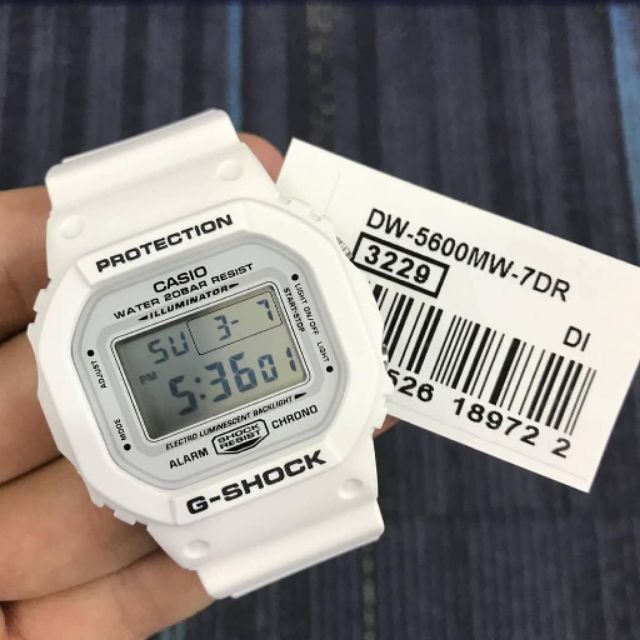 PROTECTION
CASIO
WATER 20BAR RESIST
ILLUMINATOR
LIGHT ON/OFF
START·STOP
LIGHT
ADJUST
MODE
SU 3- 7
PM
5:36 01
ELECTRO LUMINESCENT BACKLIGHT
ALARM
SHOCK
RESIST
CHRONO
G-SHOCK
DW-5600MW-7DR
3229
DI
526 18972 2